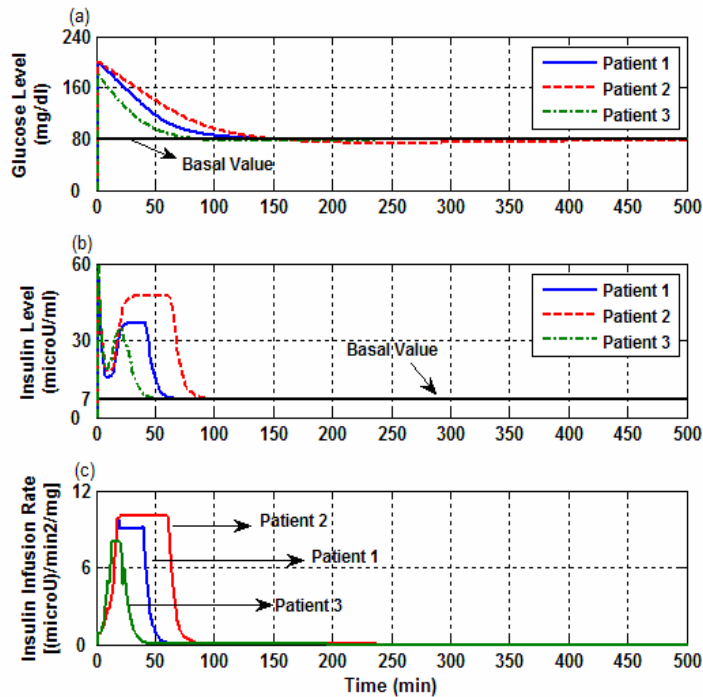 (a)
240
160
80
0
Glucose Level
(mg/dl)
Patient 1
Patient 2
Patient 3
Basal Value
0 50 100 150 200 250 300 350 400 450 500
(b)
60
30
7
0
Insulin Level
(microU/ml)
Patient 1
Patient 2
Patient 3
Basal Value
0 50 100 150 200 250 300 350 400 450 500
(c)
12
6
0
Insulin Infusion Rate
[(microU)/min2/mg]
Patient 2
Patient 1
Patient 3
0 50 100 150 200 250 300 350 400 450 500
Time (min)